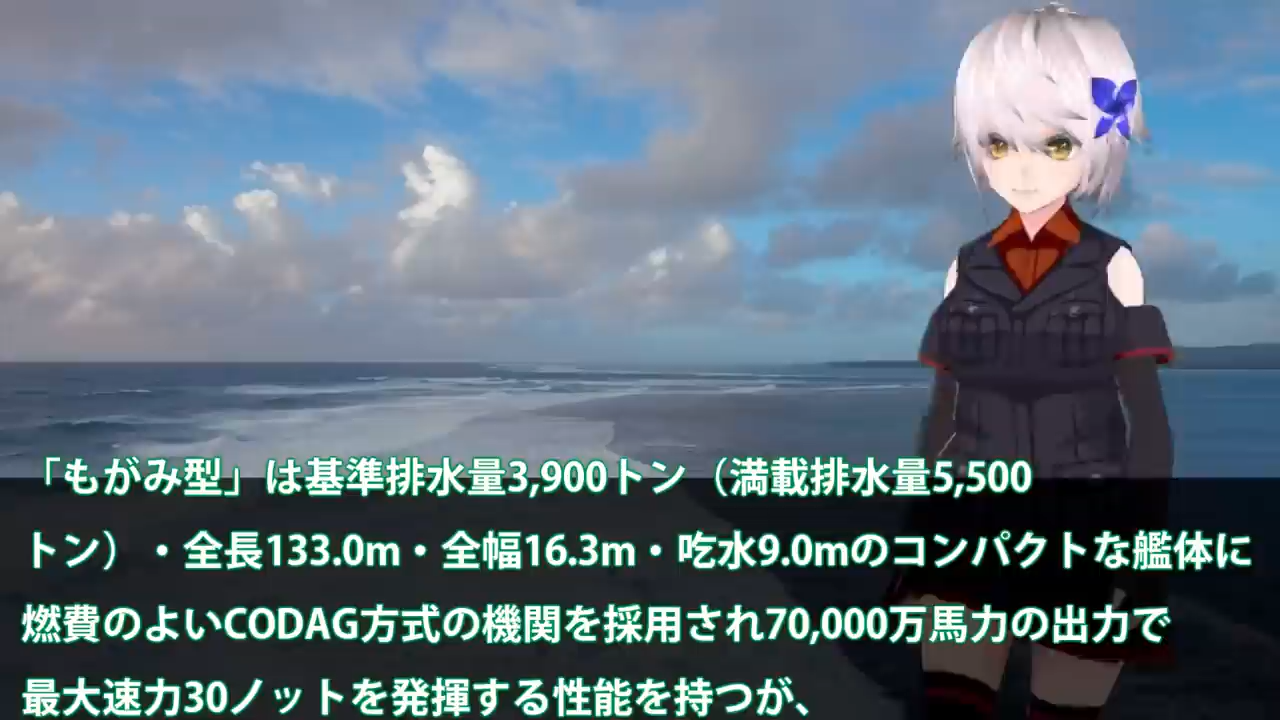 「もがみ型」は基準排水量3,900トン（満載排水量5,500
トン）・全長133.0m・全幅16.3m・吃水9.0mのコンパクトな艦体に
燃費のよいCODAG方式の機関を採用され70,000万馬力の出力で
最大速力30ノットを発揮する性能を持つが、